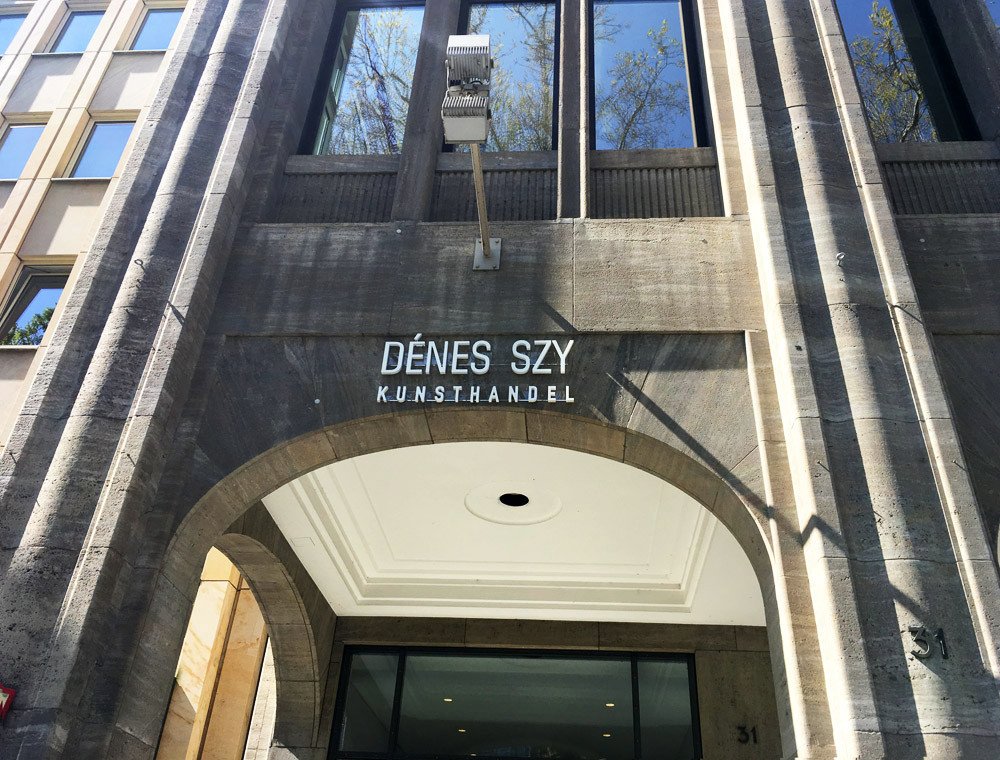 DÉNES SZY
KUNSTHANDEL
31
31